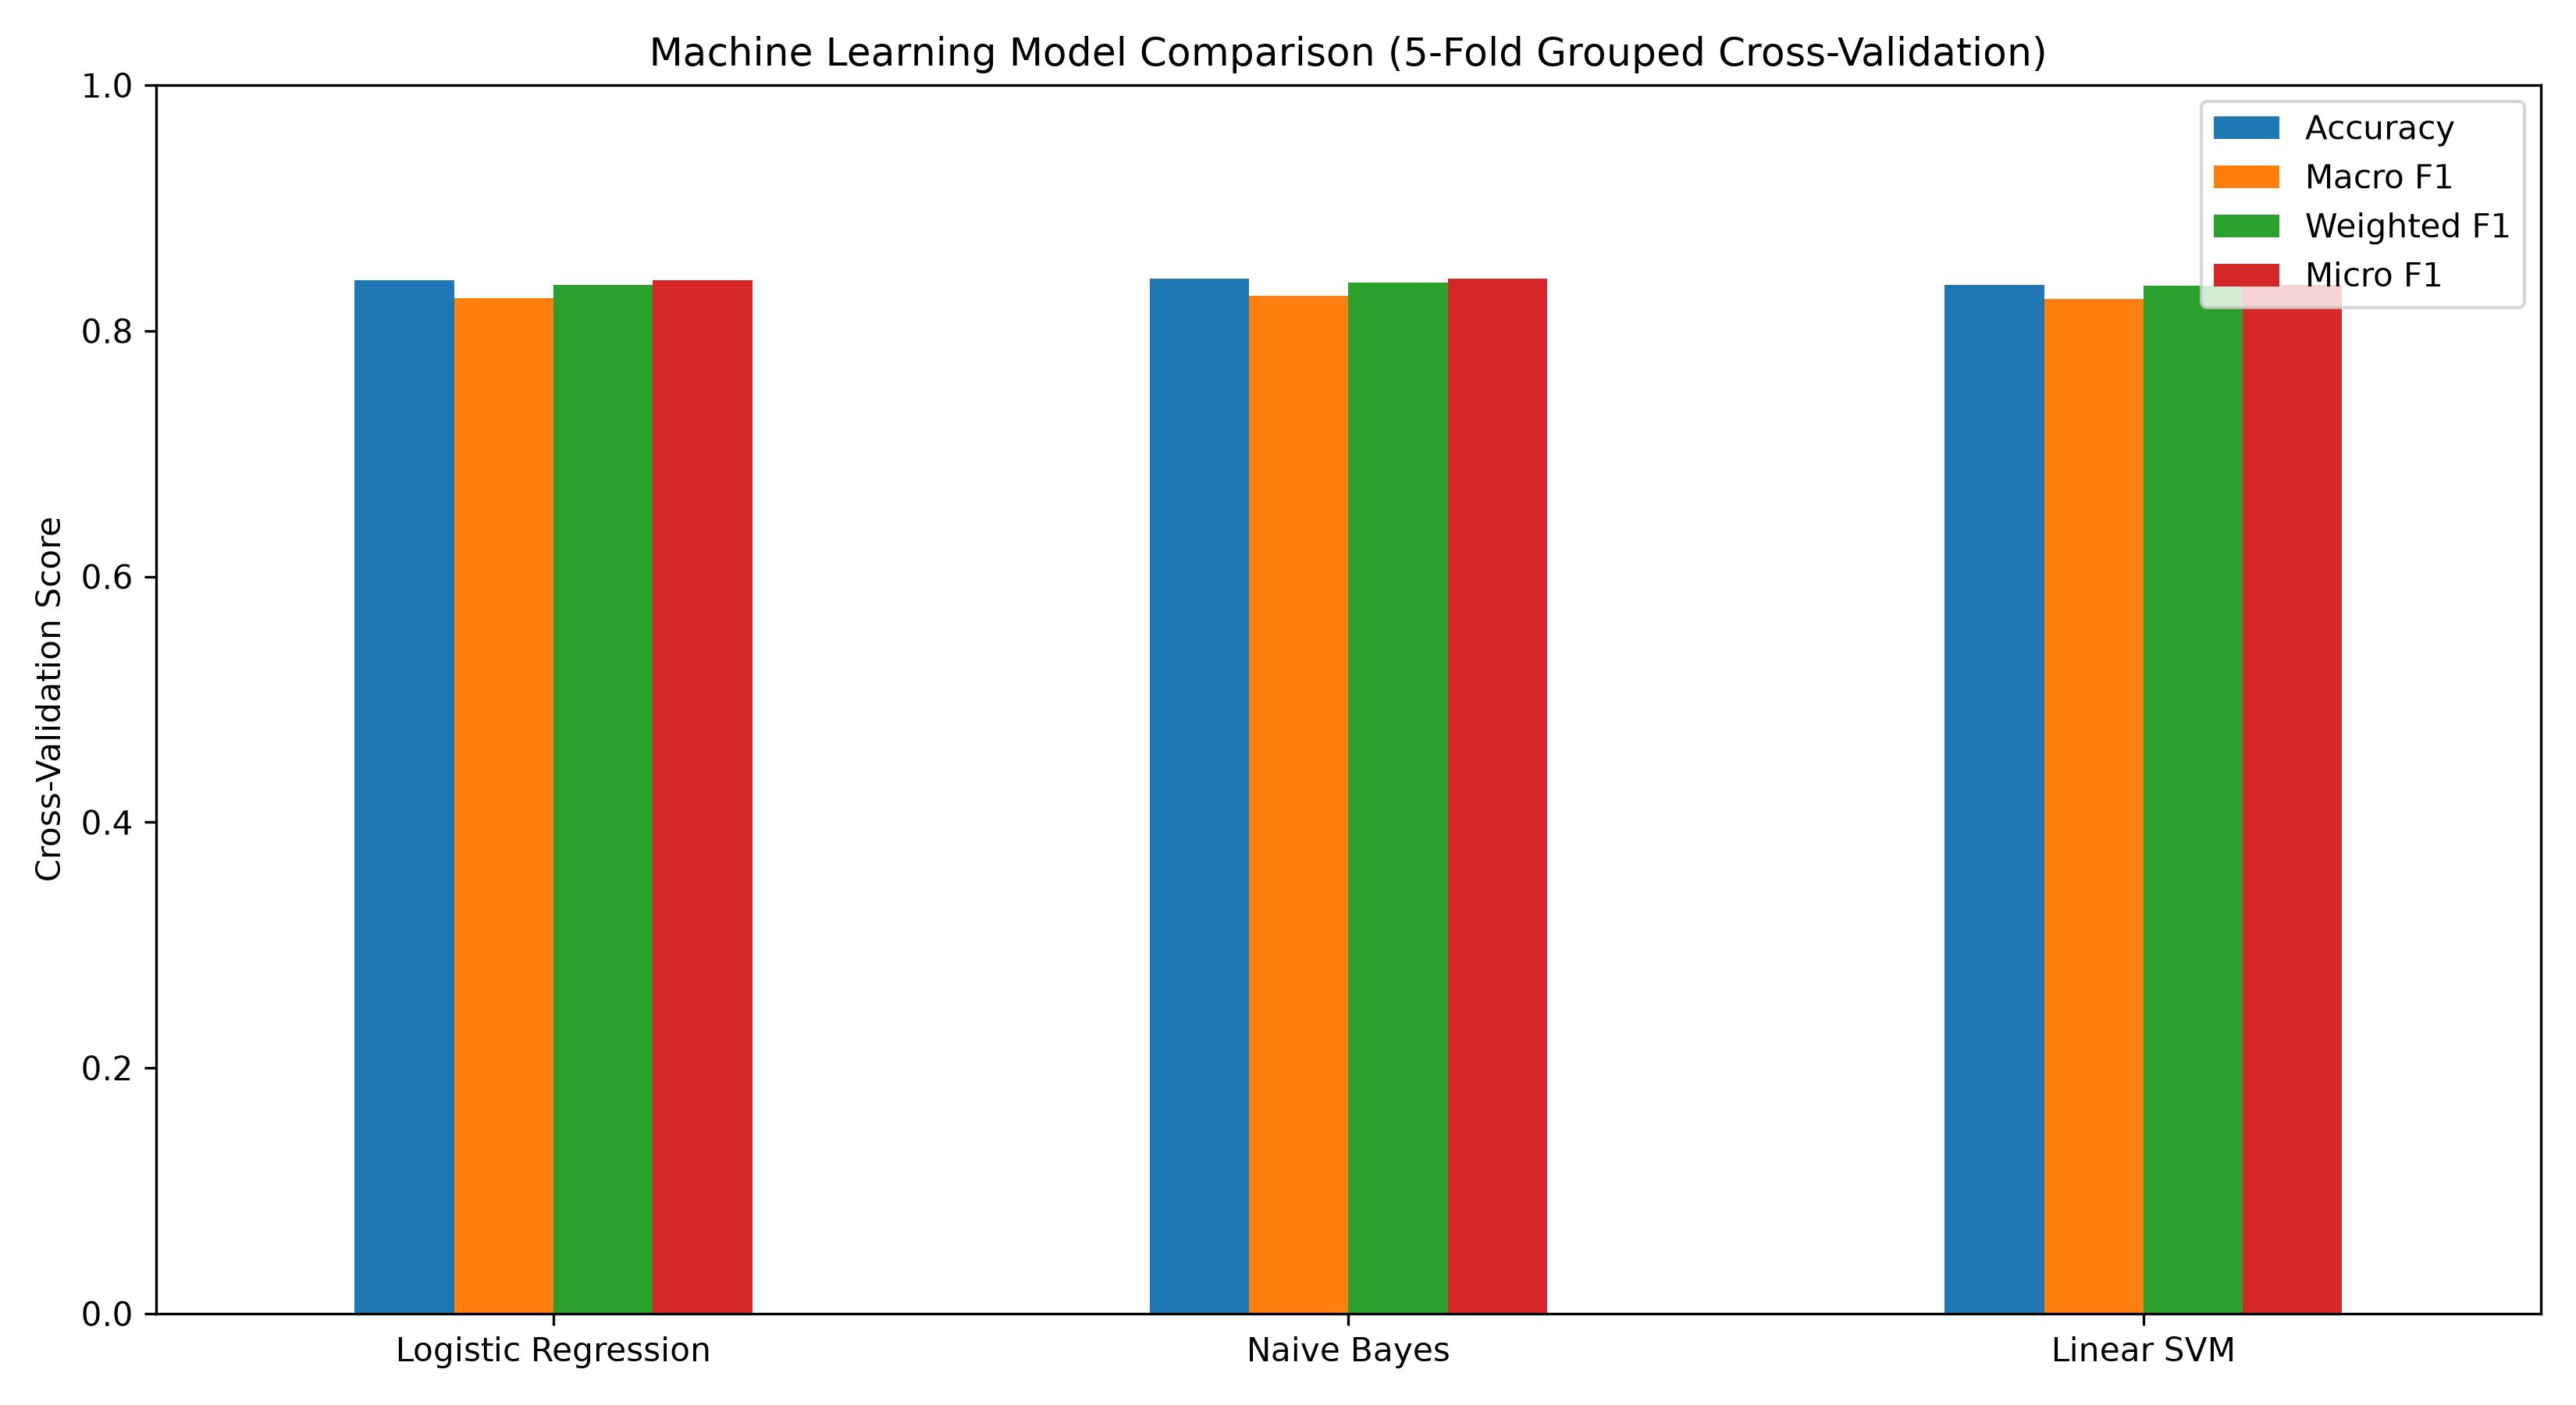 Machine Learning Model Comparison (5-Fold Grouped Cross-Validation)
1.0
0.8
0.6
0.4
0.2
0.0
Cross-Validation Score
Accuracy
Macro F1
Weighted F1
Micro F1
Logistic Regression
Naive Bayes
Linear SVM